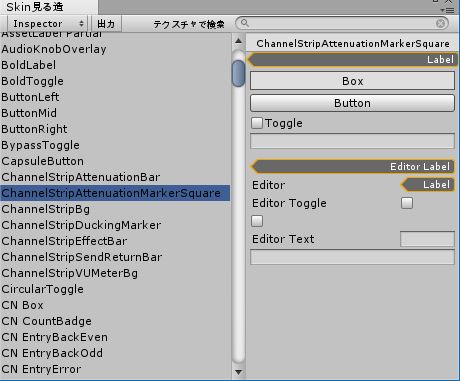 Skin見る造
Inspector
出力
テクスチャで検索
AssetLabel Partial
AudioKnobOverlay
BoldLabel
BoldToggle
ButtonLeft
ButtonMid
ButtonRight
BypassToggle
CapsuleButton
ChannelStripAttenuationBar
ChannelStripAttenuationMarkerSquare
ChannelStripBg
ChannelStripDuckingMarker
ChannelStripEffectBar
ChannelStripSendReturnBar
ChannelStripVUMeterBg
CircularToggle
CN Box
CN CountBadge
CN EntryBackEven
CN EntryBackOdd
CN EntryError
ChannelStripAttenuationMarkerSquare
Label
Box
Button
Toggle
Editor Label
Editor Label
Editor Toggle
Editor Text